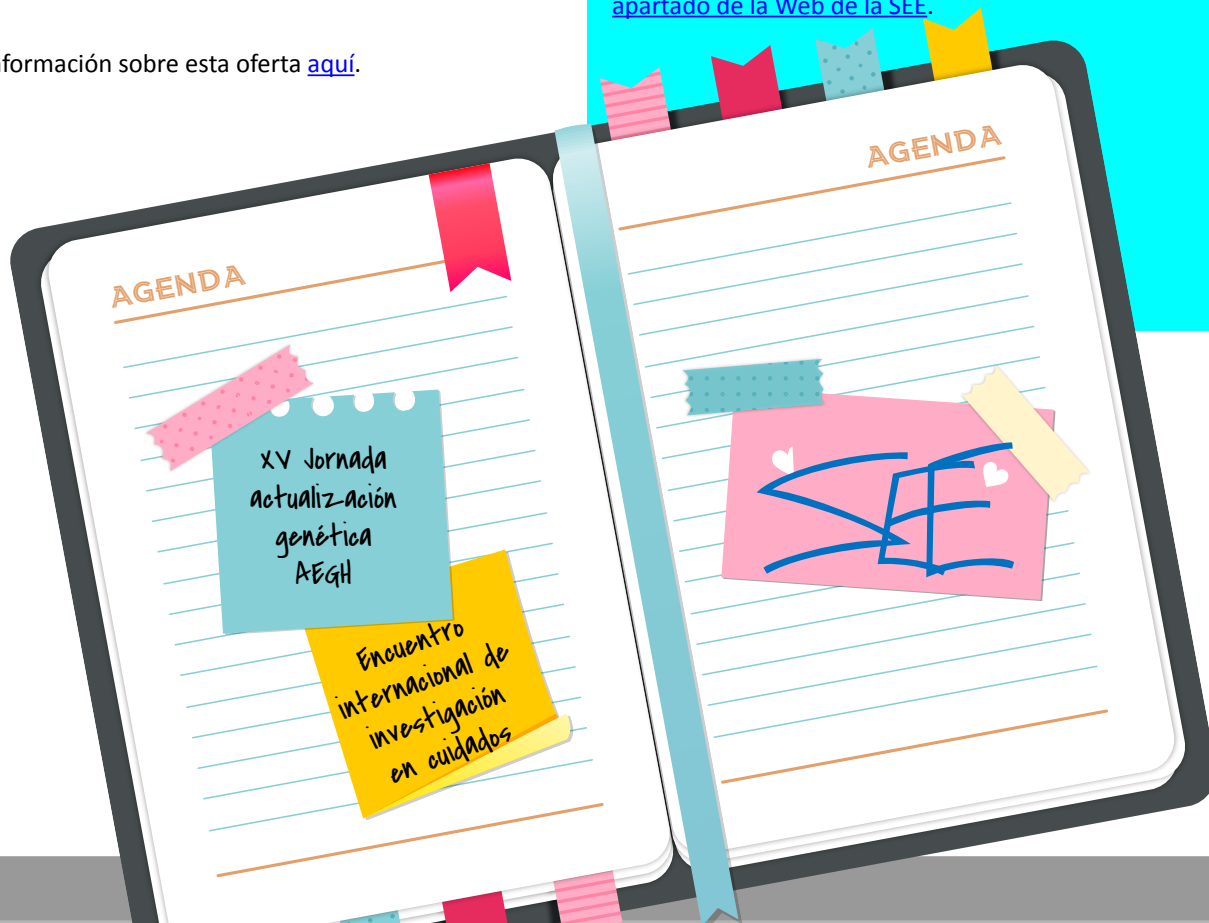 apartado de la Web de la SEE.
nformación sobre esta oferta aquí.
AGENDA
XV Jornada
actualización
genética
AEGH
Encuentro
internacional de
investigación
en cuidados
AGENDA
SEE